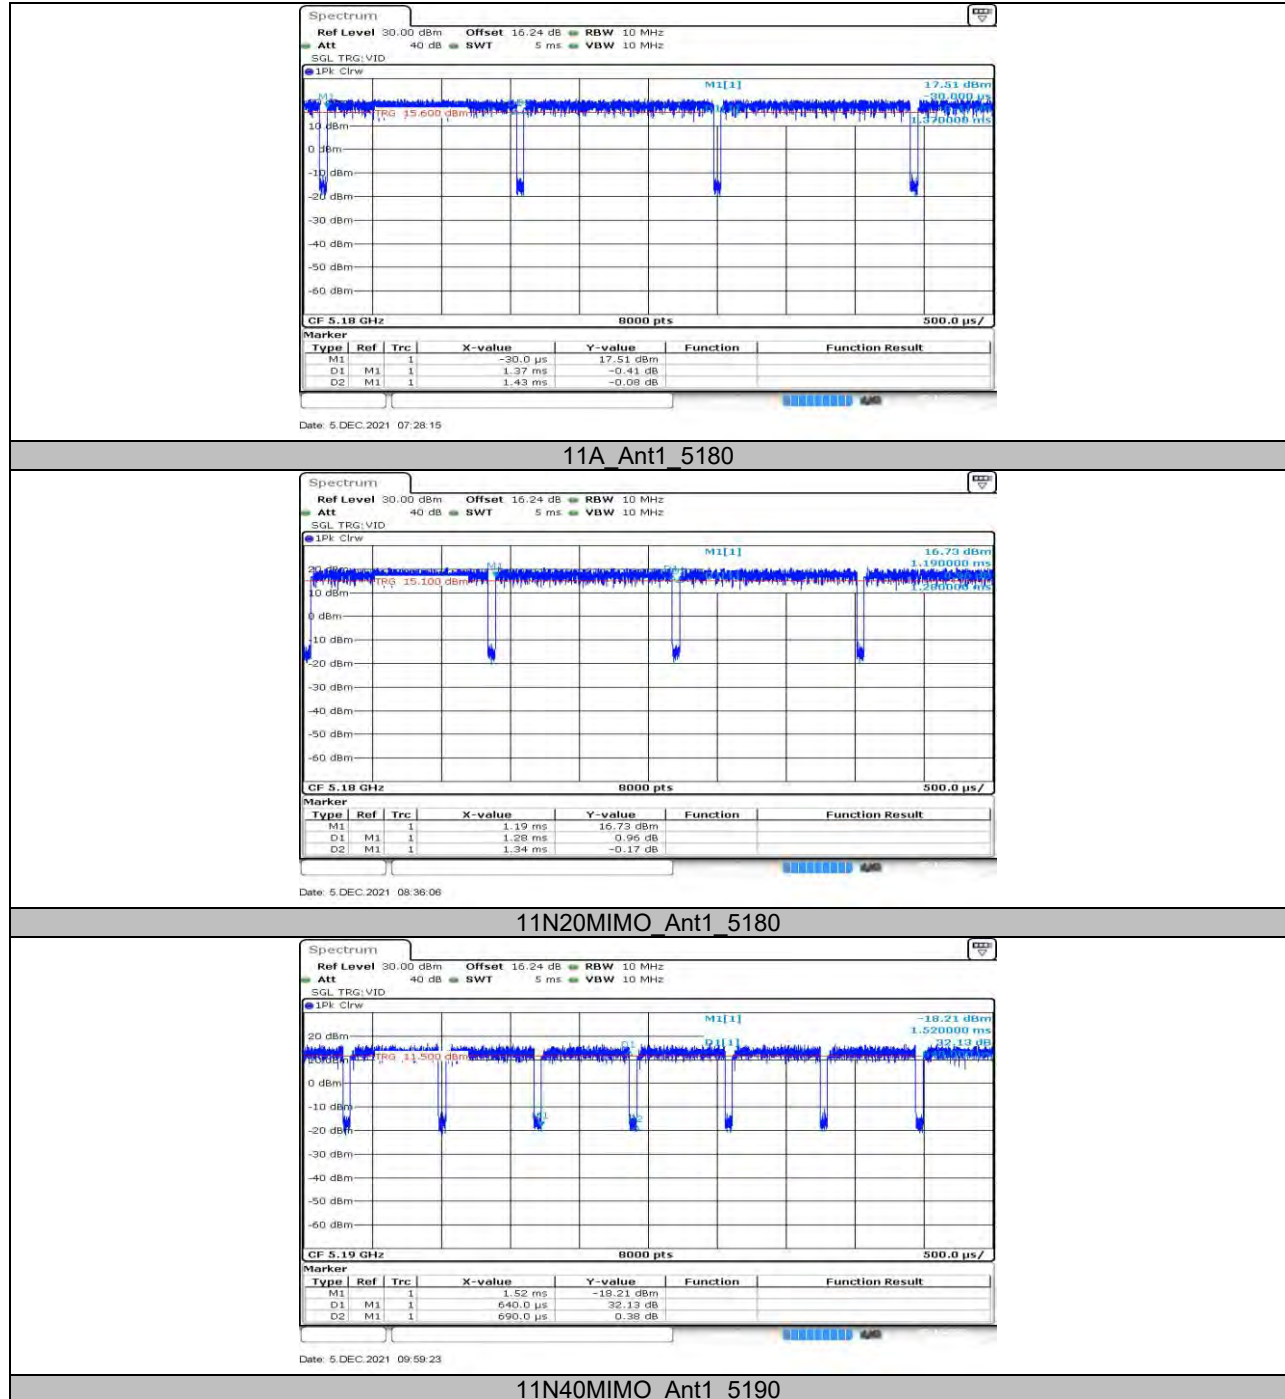 Spectrum
Ref Level 30.00 dBm Offset 16.24 dB RBW 10 MHz
Att 40 dB SWT 5 ms VBW 10 MHz
SGL TRG:VID
1Pk Clrw
M1[1] 17.51 dBm
-30.000 µs
M1
TRG 15.600 dBm
1.370000 ms
10 dBm
0 dBm
-10 dBm
-20 dBm
-30 dBm
-40 dBm
-50 dBm
-60 dBm
CF 5.18 GHz 8000 pts 500.0 µs/
Marker
Type Ref Trc X-value Y-value Function Function Result
M1 1 -30.0 µs 17.51 dBm
D1 M1 1 1.37 ms -0.41 dB
D2 M1 1 1.43 ms -0.08 dB
Date: 5.DEC.2021 07:28:15
11A_Ant1_5180
Spectrum
Ref Level 30.00 dBm Offset 16.24 dB RBW 10 MHz
Att 40 dB SWT 5 ms VBW 10 MHz
SGL TRG:VID
1Pk Clrw
M1[1] 16.73 dBm
1.190000 ms
20 dBm
M1
TRG 15.100 dBm
1.280000 ms
10 dBm
0 dBm
-10 dBm
-20 dBm
-30 dBm
-40 dBm
-50 dBm
-60 dBm
CF 5.18 GHz 8000 pts 500.0 µs/
Marker
Type Ref Trc X-value Y-value Function Function Result
M1 1 1.19 ms 16.73 dBm
D1 M1 1 1.28 ms 0.96 dB
D2 M1 1 1.34 ms -0.17 dB
Date: 5.DEC.2021 08:36:06
11N20MIMO_Ant1_5180
Spectrum
Ref Level 30.00 dBm Offset 16.24 dB RBW 10 MHz
Att 40 dB SWT 5 ms VBW 10 MHz
SGL TRG:VID
1Pk Clrw
M1[1] -18.21 dBm
1.520000 ms
20 dBm
D1 D1[1] 32.13 dB
TRG 11.500 dBm
0 dBm
-10 dBm
-20 dBm
-30 dBm
-40 dBm
-50 dBm
-60 dBm
CF 5.19 GHz 8000 pts 500.0 µs/
Marker
Type Ref Trc X-value Y-value Function Function Result
M1 1 1.52 ms -18.21 dBm
D1 M1 1 640.0 µs 32.13 dB
D2 M1 1 690.0 µs 0.38 dB
Date: 5.DEC.2021 09:59:23
11N40MIMO_Ant1_5190